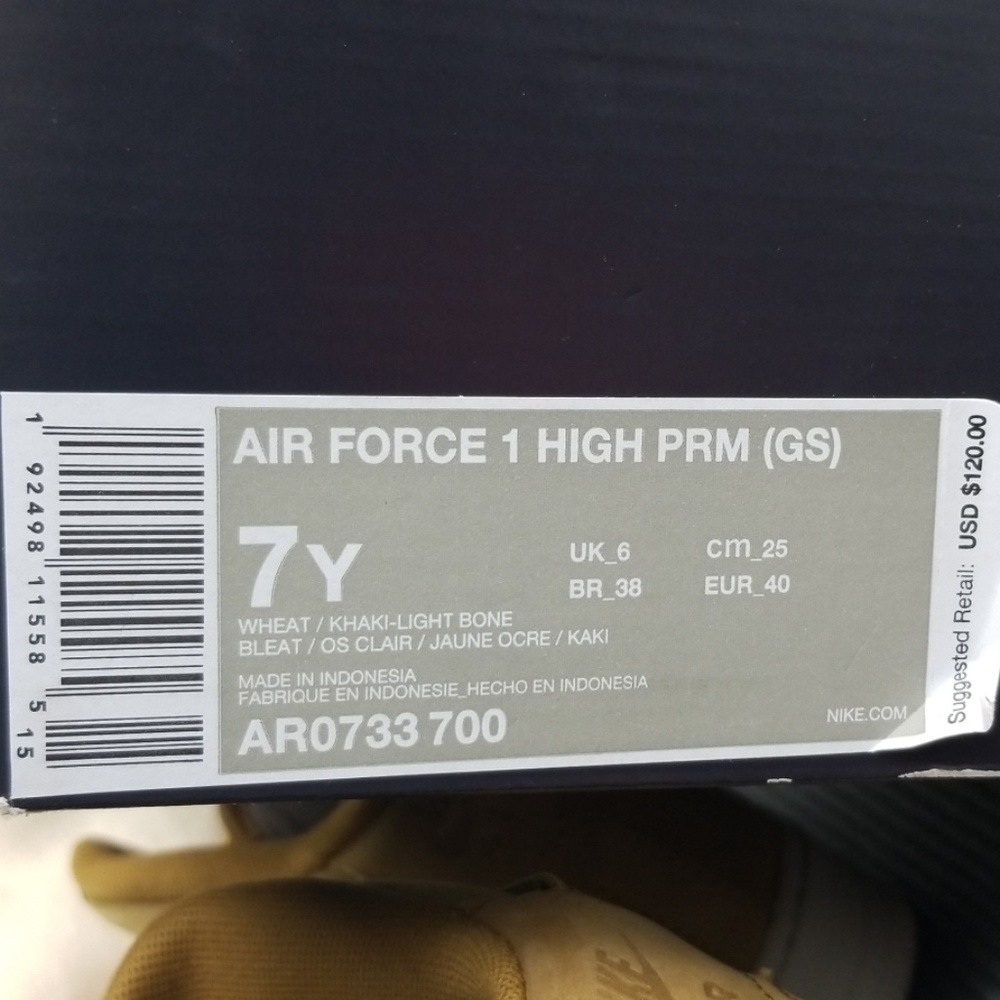 AIR FORCE 1 HIGH PRM (GS)
7Y
UK_6 cm_25
BR_38 EUR_40
WHEAT / KHAKI-LIGHT BONE
BLEAT / OS CLAIR / JAUNE OCRE / KAKI
MADE IN INDONESIA
FABRIQUE EN INDONESIE_HECHO EN INDONESIA
AR0733 700
NIKE.COM
Suggested Retail: USD $120.00
1 92498 11558 5 15